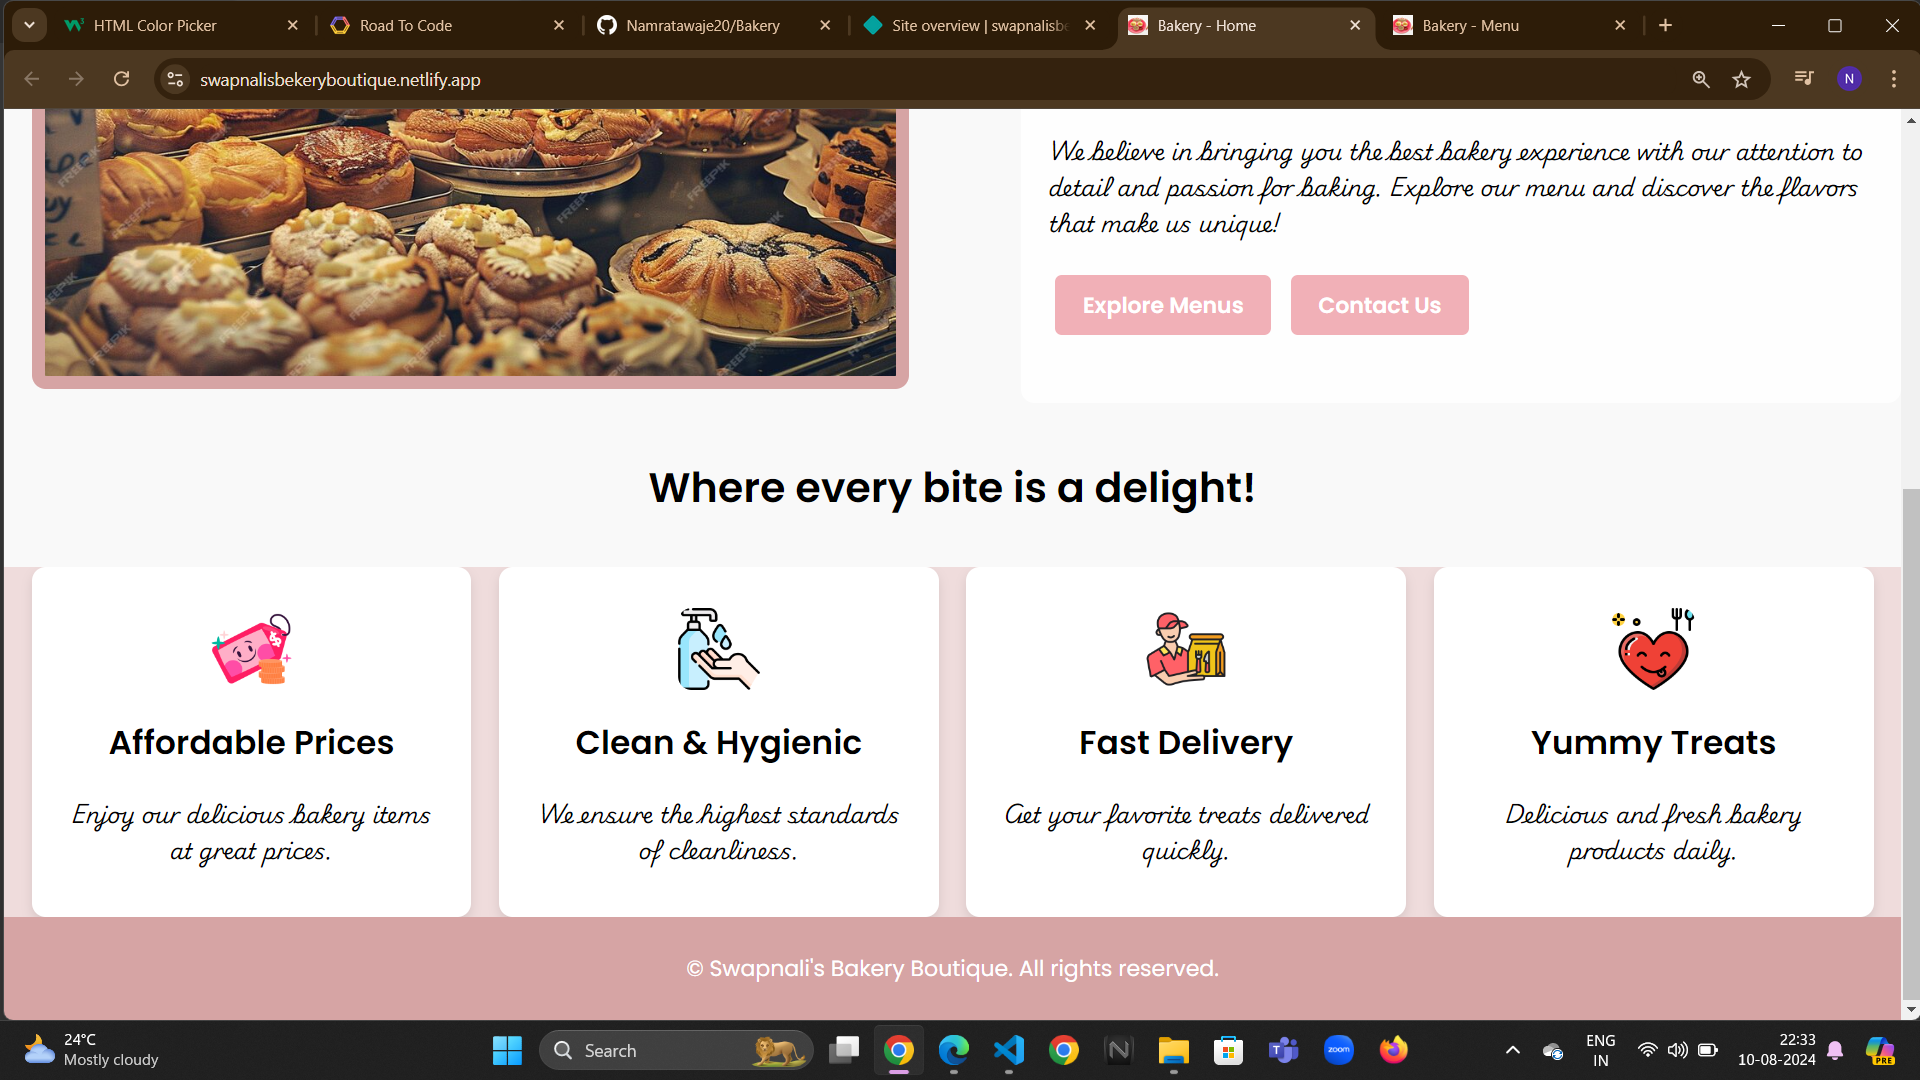 HTML Color Picker
Road To Code
Namratawaje20/Bakery
Site overview | swapnalisbe
Bakery - Home
Bakery - Menu
swapnalisbekeryboutique.netlify.app
N
We believe in bringing you the best bakery experience with our attention to
detail and passion for baking. Explore our menu and discover the flavors
that make us unique!
Explore Menus
Contact Us
FREEPIK
Where every bite is a delight!
Affordable Prices
Enjoy our delicious bakery items
at great prices.
Clean & Hygienic
We ensure the highest standards
of cleanliness.
Fast Delivery
Get your favorite treats delivered
quickly.
Yummy Treats
Delicious and fresh bakery
products daily.
© Swapnali's Bakery Boutique. All rights reserved.
24°C
Mostly cloudy
Search
zoom
ENG
IN
22:33
10-08-2024
PRE